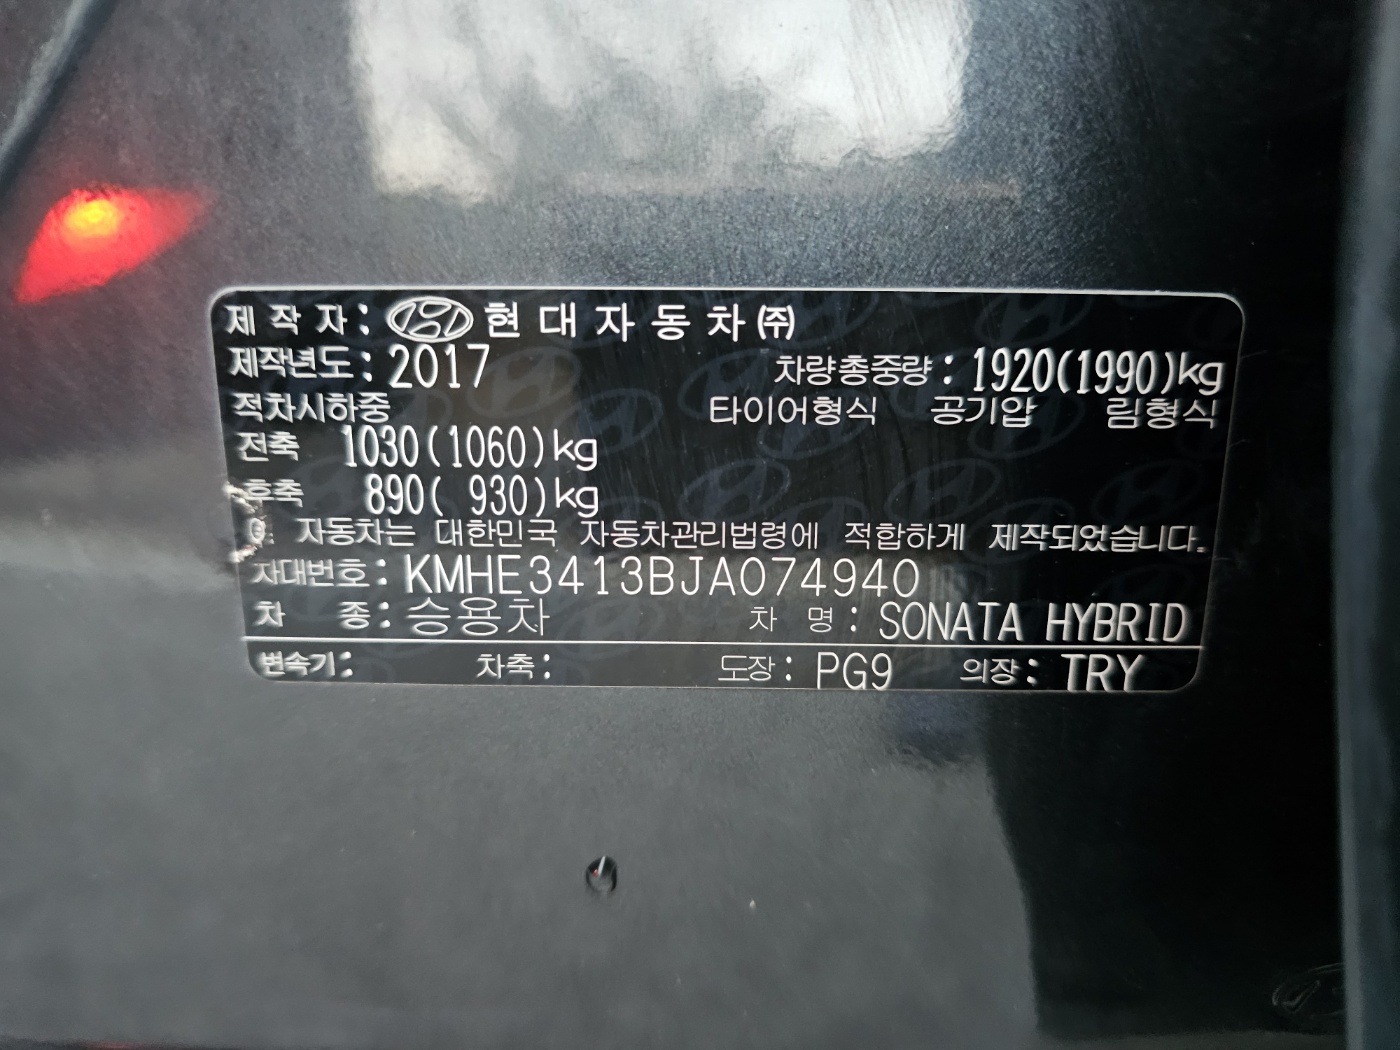 제 작 자 : 현 대 자 동 차 ㈜
제작년도 : 2017 차량총중량 : 1920(1990)kg
적차시하중 타이어형식 공기압 림형식
전축 1030(1060)kg
후축 890( 930)kg
이 자동차는 대한민국 자동차관리법령에 적합하게 제작되었습니다.
차대번호 : KMHE3413BJA074940
차 종 : 승용차 차 명 : SONATA HYBRID
변속기 : 차축 : 도장 : PG9 의장 : TRY